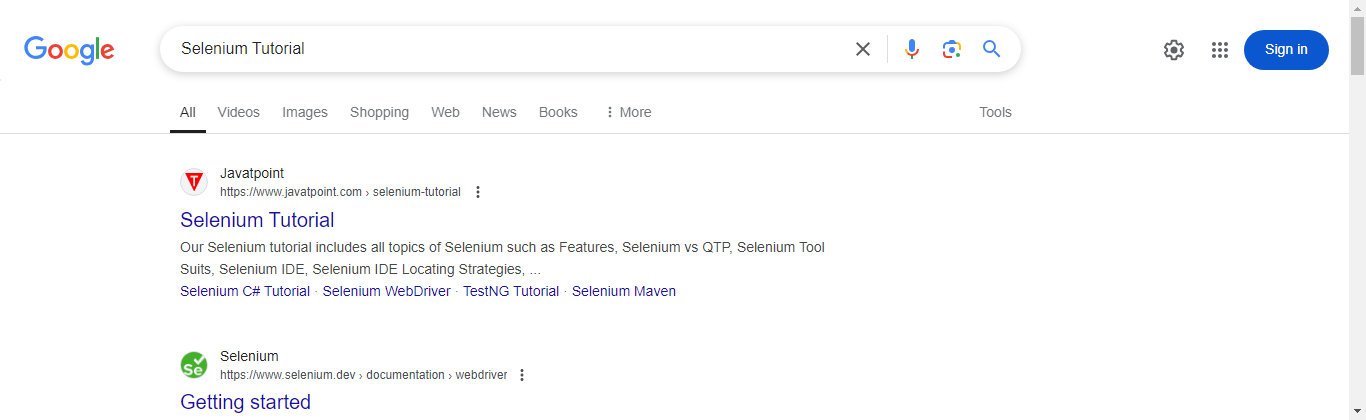 Google
Selenium Tutorial
Sign in
All Videos Images Shopping Web News Books More Tools
T
Javatpoint
https://www.javatpoint.com › selenium-tutorial
Selenium Tutorial
Our Selenium tutorial includes all topics of Selenium such as Features, Selenium vs QTP, Selenium Tool
Suits, Selenium IDE, Selenium IDE Locating Strategies, ...
Selenium C# Tutorial · Selenium WebDriver · TestNG Tutorial · Selenium Maven
Se
Selenium
https://www.selenium.dev › documentation › webdriver
Getting started